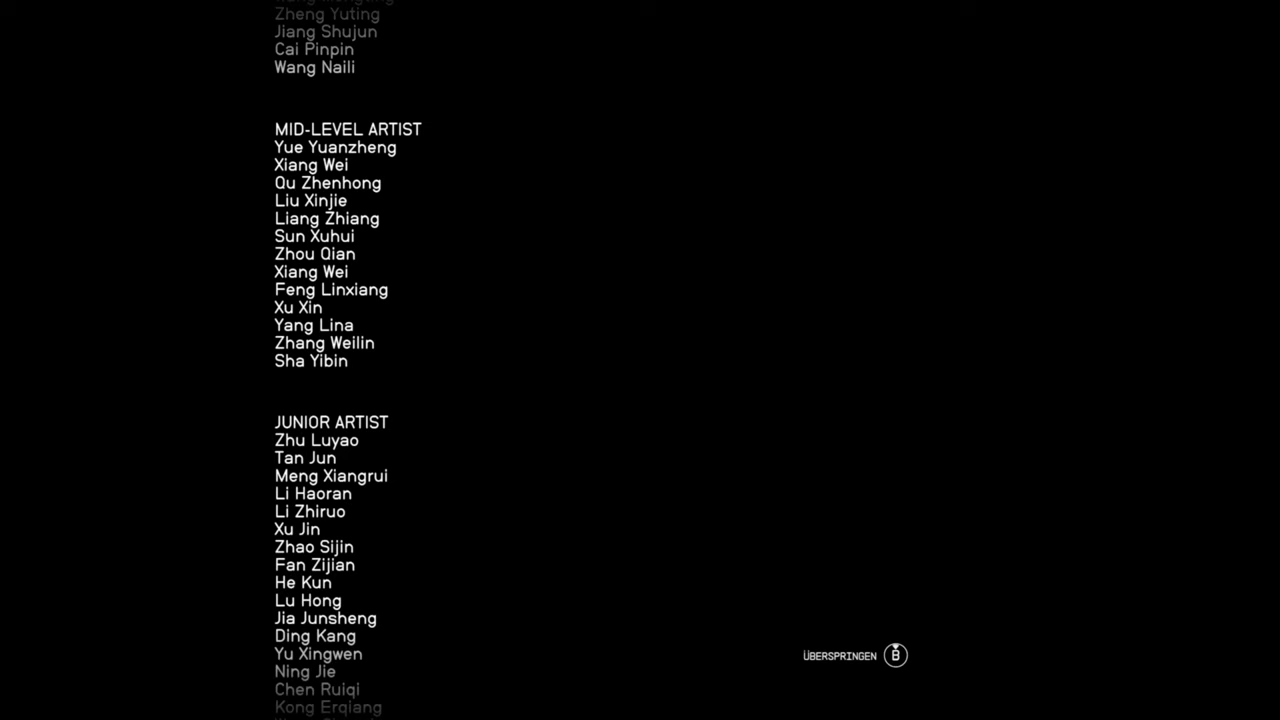 Zheng Yuting
Jiang Shujun
Cai Pinpin
Wang Naili
MID-LEVEL ARTIST
Yue Yuanzheng
Xiang Wei
Qu Zhenhong
Liu Xinjie
Liang Zhiang
Sun Xuhui
Zhou Qian
Xiang Wei
Feng Linxiang
Xu Xin
Yang Lina
Zhang Weilin
Sha Yibin
JUNIOR ARTIST
Zhu Luyao
Tan Jun
Meng Xiangrui
Li Haoran
Li Zhiruo
Xu Jin
Zhao Sijin
Fan Zijian
He Kun
Lu Hong
Jia Junsheng
Ding Kang
Yu Xingwen
Ning Jie
Chen Ruiqi
Kong Erqiang
ÜBERSPRINGEN B